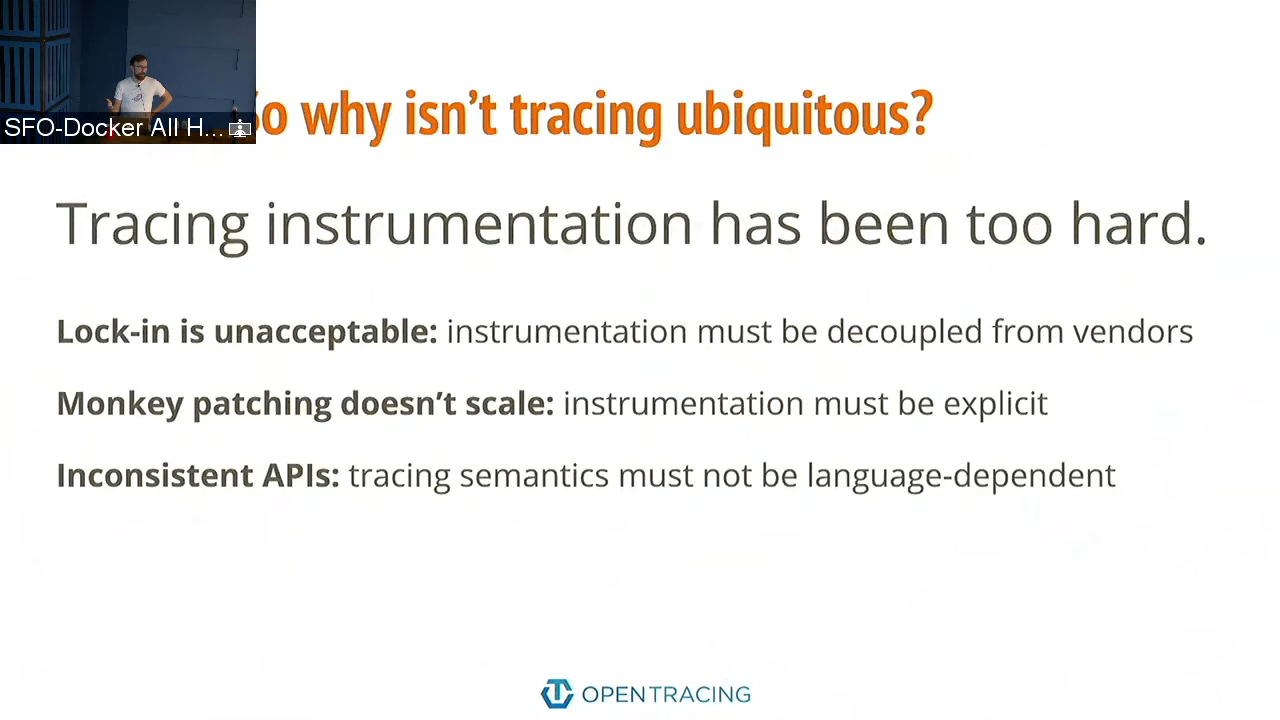 SFO-Docker All H...
So why isn't tracing ubiquitous?
Tracing instrumentation has been too hard.
Lock-in is unacceptable: instrumentation must be decoupled from vendors
Monkey patching doesn't scale: instrumentation must be explicit
Inconsistent APIs: tracing semantics must not be language-dependent
OPENTRACING